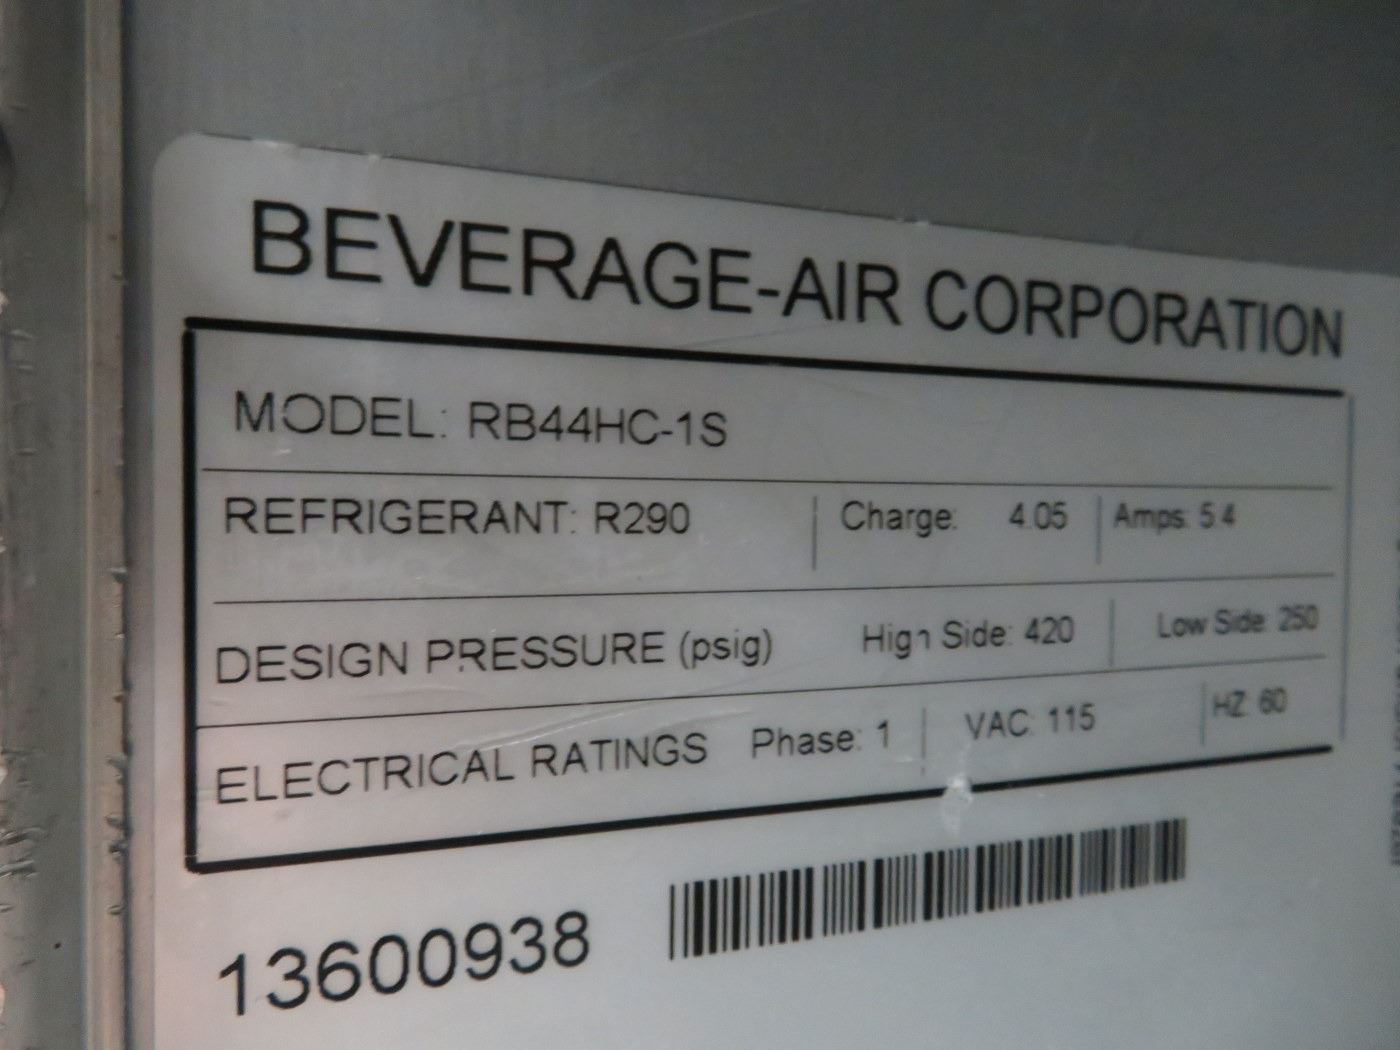 BEVERAGE-AIR CORPORATION
MODEL: RB44HC-1S
REFRIGERANT: R290 Charge: 4.05 Amps: 5.4
DESIGN PRESSURE (psig) High Side: 420 Low Side: 250
ELECTRICAL RATINGS Phase: 1 VAC: 115 HZ: 60
13600938